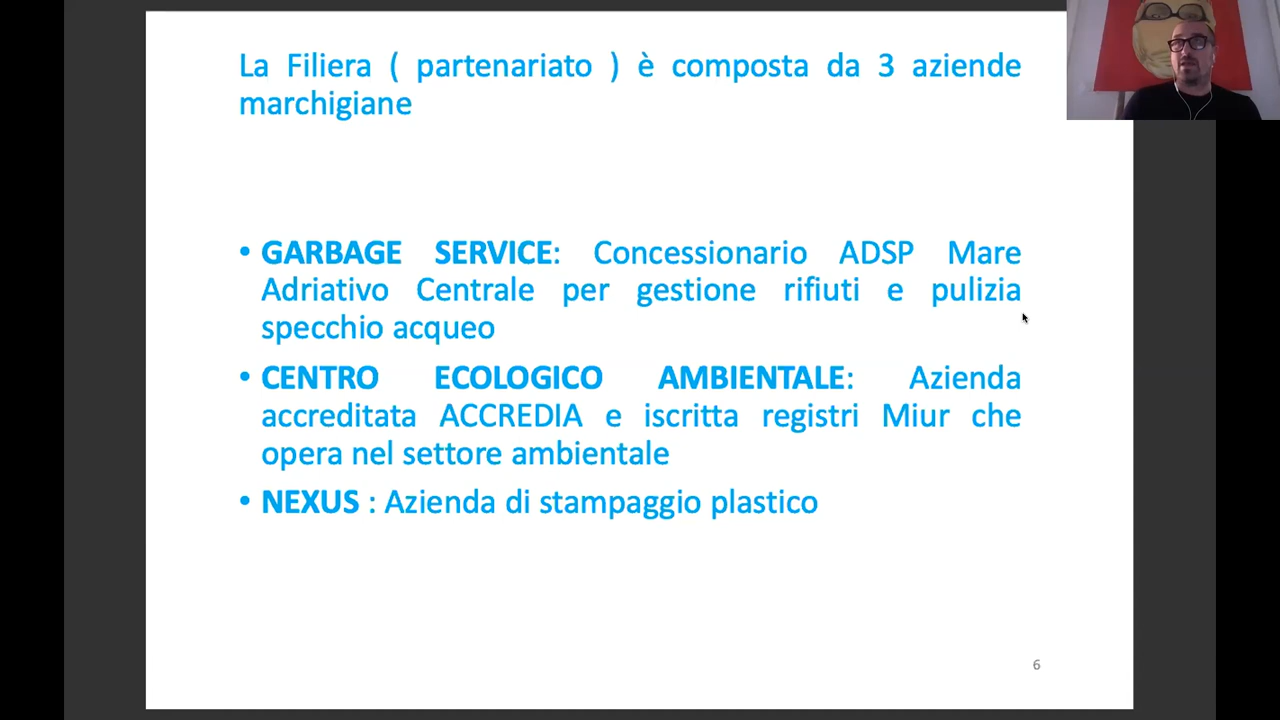 La Filiera ( partenariato ) è composta da 3 aziende
marchigiane
• GARBAGE SERVICE: Concessionario ADSP Mare
Adriativo Centrale per gestione rifiuti e pulizia
specchio acqueo
• CENTRO ECOLOGICO AMBIENTALE: Azienda
accreditata ACCREDIA e iscritta registri Miur che
opera nel settore ambientale
• NEXUS : Azienda di stampaggio plastico
6